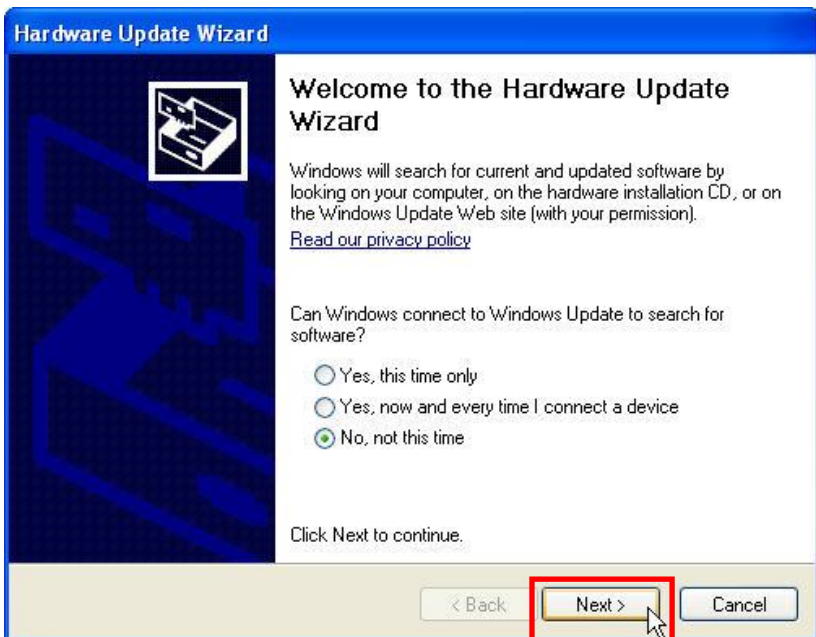 Hardware Update Wizard
Welcome to the Hardware Update
Wizard
Windows will search for current and updated software by
looking on your computer, on the hardware installation CD, or on
the Windows Update Web site (with your permission).
Read our privacy policy
Can Windows connect to Windows Update to search for
software?
Yes, this time only
Yes, now and every time I connect a device
No, not this time
Click Next to continue.
< Back Next > Cancel